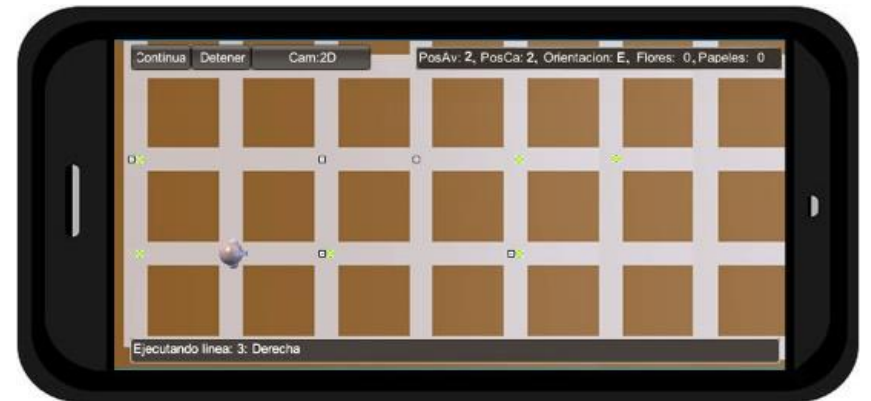 Continua Detener Cam:2D PosAv: 2, PosCa: 2, Orientacion: E, Flores: 0, Papeles: 0
Ejecutando linea: 3: Derecha